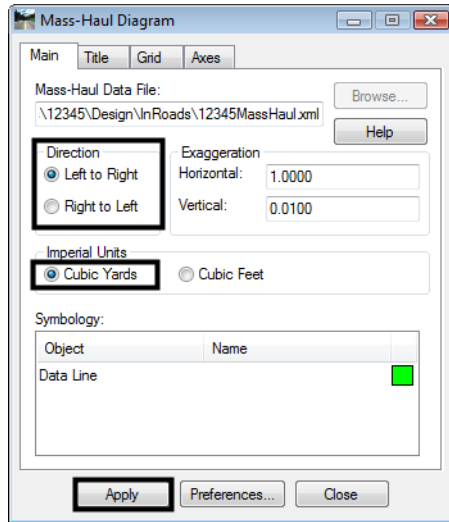 Mass-Haul Diagram
Main Title Grid Axes
Mass-Haul Data File:
.\12345\Design\InRoads\12345MassHaul.xml
Browse...
Help
Direction
Left to Right
Right to Left
Exaggeration
Horizontal: 1.0000
Vertical: 0.0100
Imperial Units
Cubic Yards Cubic Feet
Symbology:
Object Name
Data Line
Apply Preferences... Close